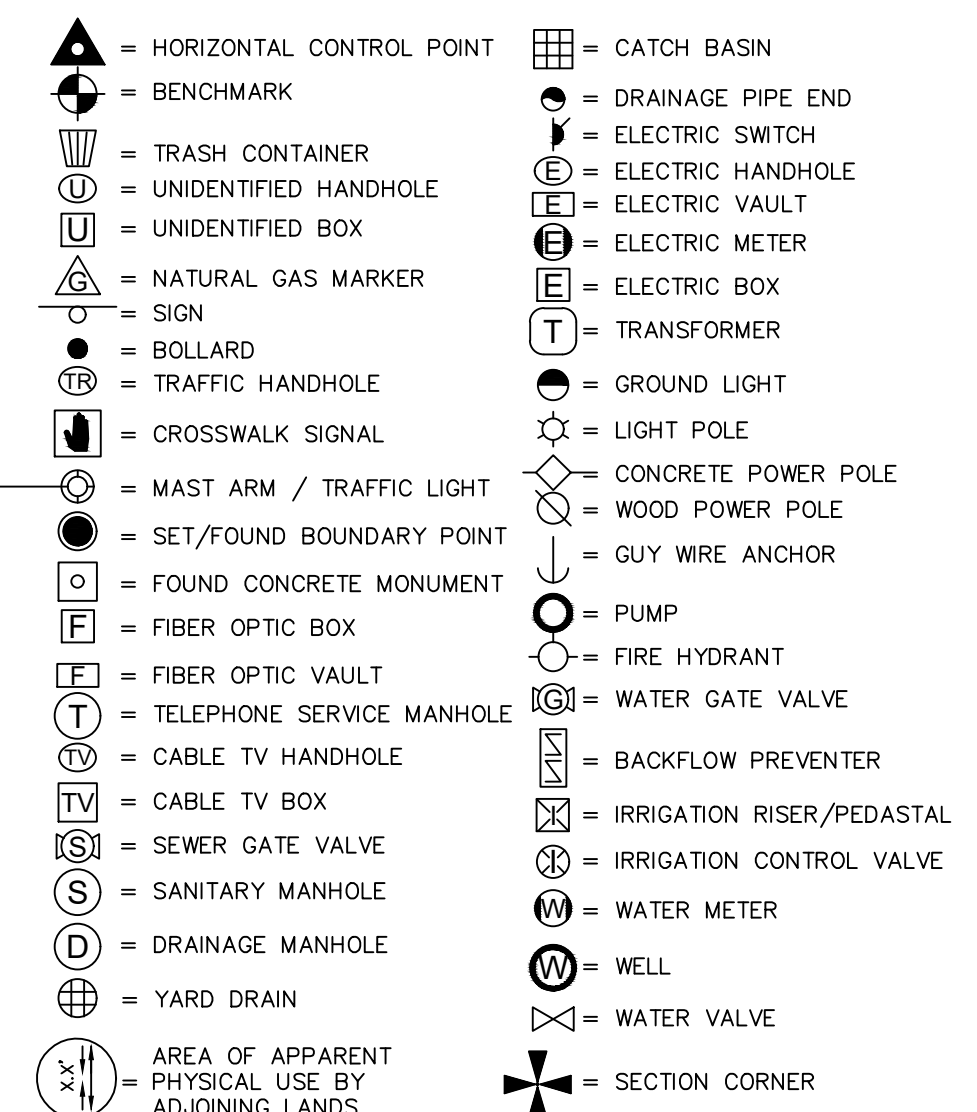 = HORIZONTAL CONTROL POINT
= BENCHMARK
= TRASH CONTAINER
U = UNIDENTIFIED HANDHOLE
U = UNIDENTIFIED BOX
G = NATURAL GAS MARKER
= SIGN
= BOLLARD
TR = TRAFFIC HANDHOLE
= CROSSWALK SIGNAL
= MAST ARM / TRAFFIC LIGHT
= SET/FOUND BOUNDARY POINT
= FOUND CONCRETE MONUMENT
F = FIBER OPTIC BOX
F = FIBER OPTIC VAULT
T = TELEPHONE SERVICE MANHOLE
TV = CABLE TV HANDHOLE
TV = CABLE TV BOX
S = SEWER GATE VALVE
S = SANITARY MANHOLE
D = DRAINAGE MANHOLE
= YARD DRAIN
AREA OF APPARENT
X.X' = PHYSICAL USE BY
ADJOINING LANDS
= CATCH BASIN
= DRAINAGE PIPE END
= ELECTRIC SWITCH
E = ELECTRIC HANDHOLE
E = ELECTRIC VAULT
E = ELECTRIC METER
E = ELECTRIC BOX
T = TRANSFORMER
= GROUND LIGHT
= LIGHT POLE
= CONCRETE POWER POLE
= WOOD POWER POLE
= GUY WIRE ANCHOR
= PUMP
= FIRE HYDRANT
G = WATER GATE VALVE
= BACKFLOW PREVENTER
= IRRIGATION RISER/PEDASTAL
= IRRIGATION CONTROL VALVE
W = WATER METER
W = WELL
= WATER VALVE
= SECTION CORNER